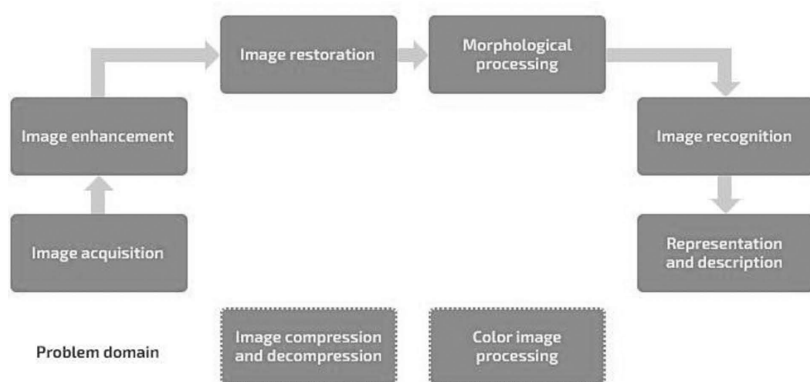 Image restoration
Morphological
processing
Image enhancement
Image recognition
Image acquisition
Representation
and description
Problem domain
Image compression
and decompression
Color image
processing